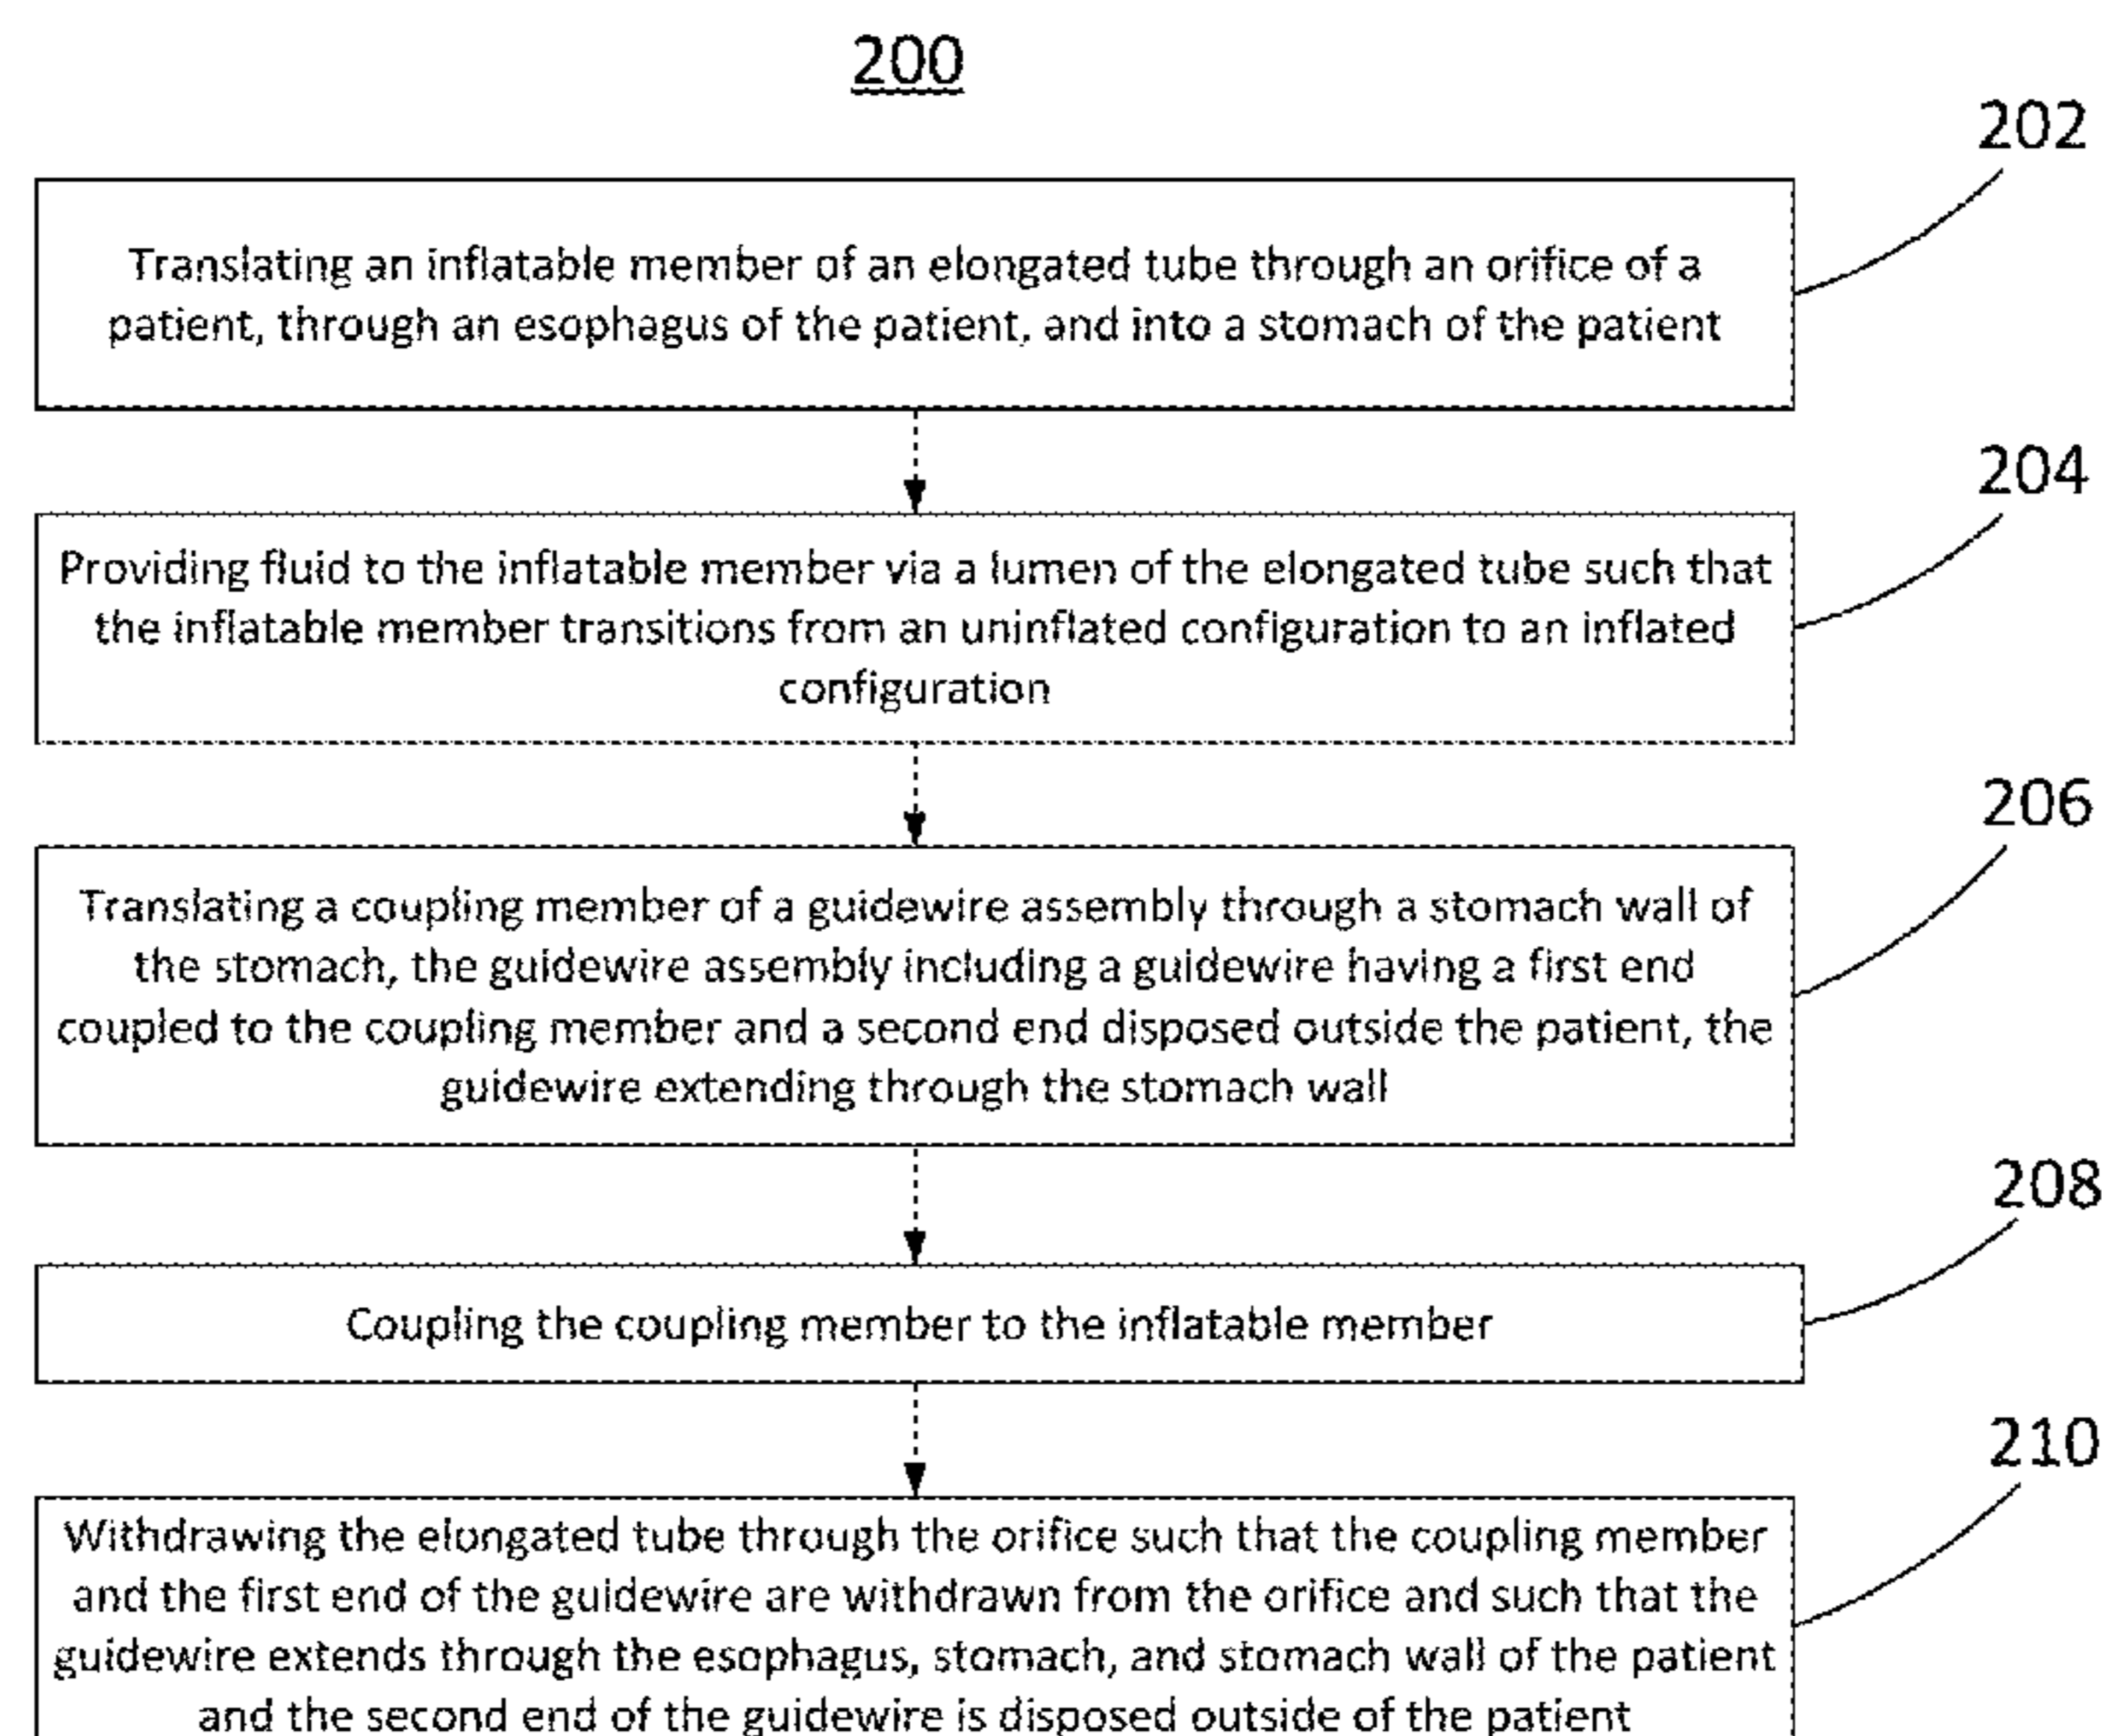 200
202
Translating an inflatable member of an elongated tube through an orifice of a
patient, through an esophagus of the patient, and into a stomach of the patient
204
Providing fluid to the inflatable member via a lumen of the elongated tube such that
the inflatable member transitions from an uninflated configuration to an inflated
configuration
206
Translating a coupling member of a guidewire assembly through a stomach wall of
the stomach, the guidewire assembly including a guidewire having a first end
coupled to the coupling member and a second end disposed outside the patient, the
guidewire extending through the stomach wall
208
Coupling the coupling member to the inflatable member
210
Withdrawing the elongated tube through the orifice such that the coupling member
and the first end of the guidewire are withdrawn from the orifice and such that the
guidewire extends through the esophagus, stomach, and stomach wall of the patient
and the second end of the guidewire is disposed outside of the patient